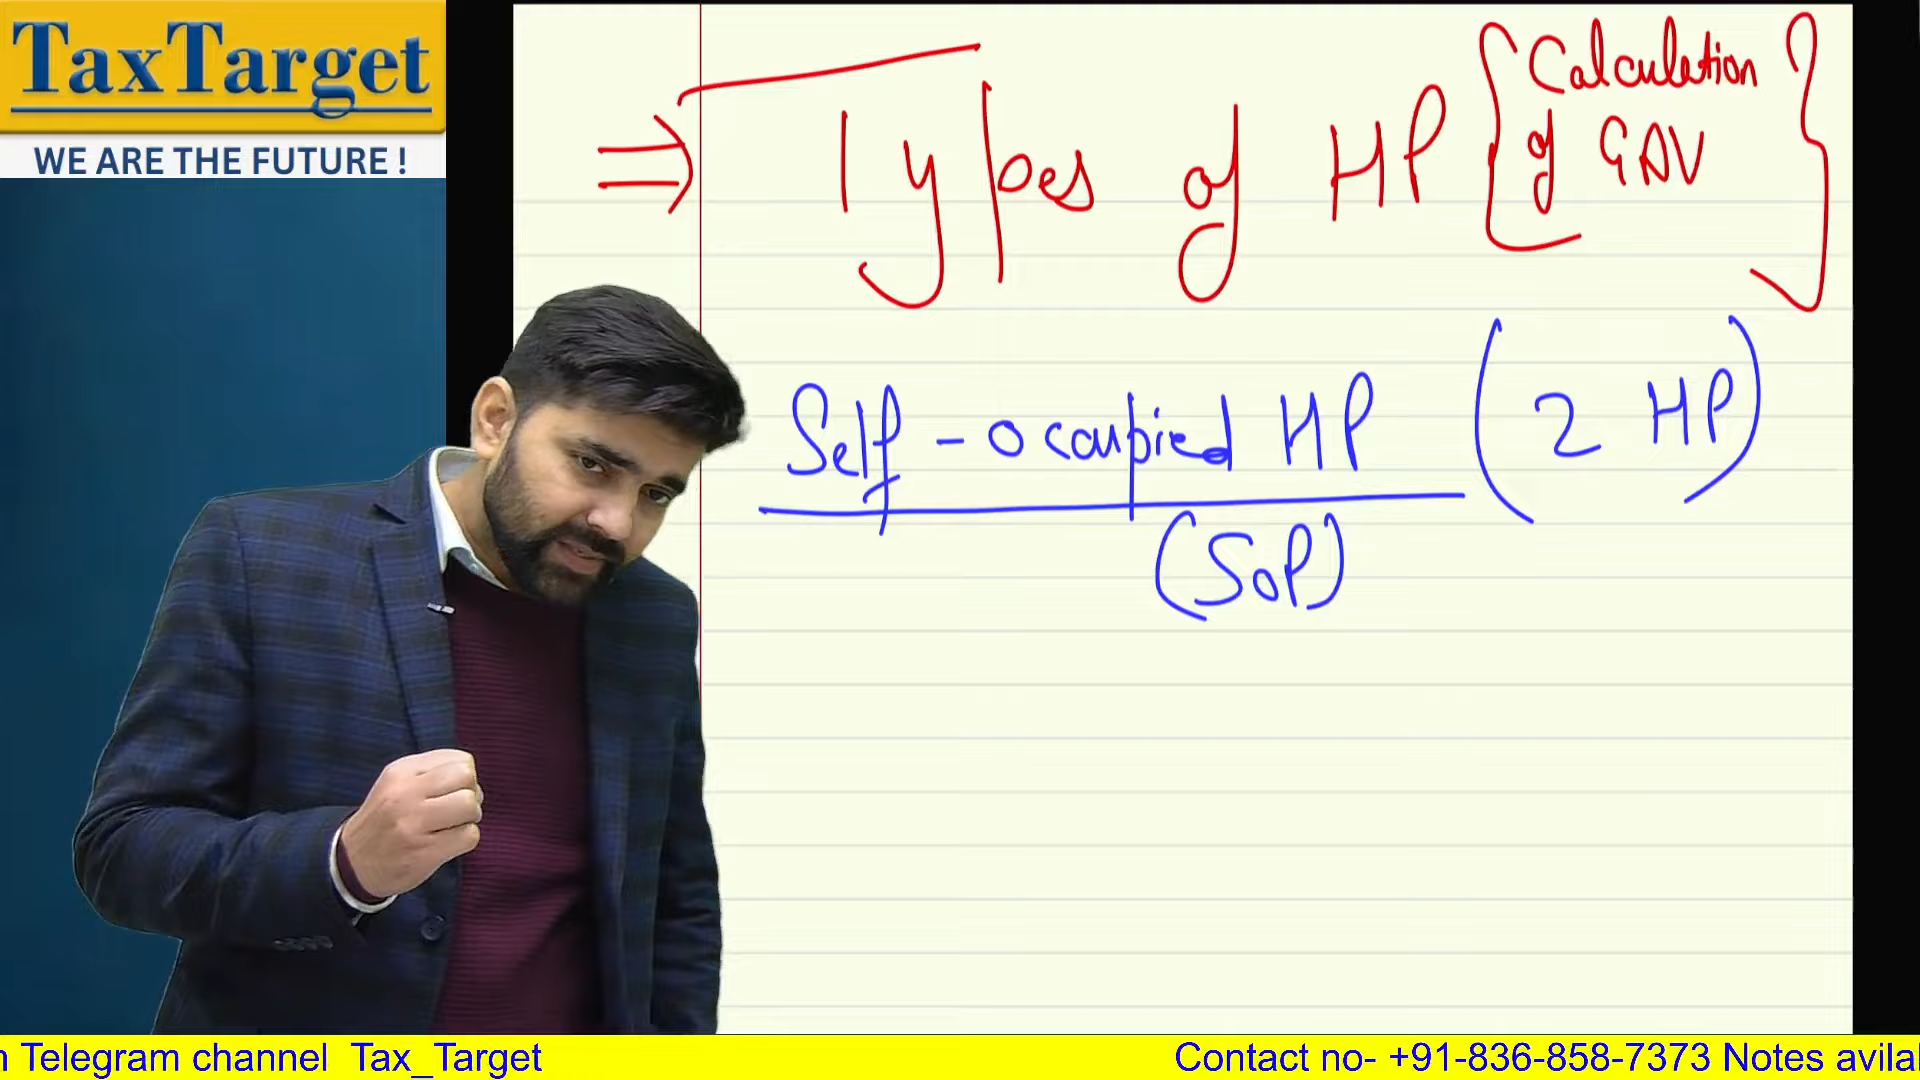 TaxTarget
WE ARE THE FUTURE !
⇒ Types of HP { Calculation of GAV }
Self - Occupied HP (2 HP)
(SOP)
n Telegram channel Tax_Target
Contact no- +91-836-858-7373 Notes avila